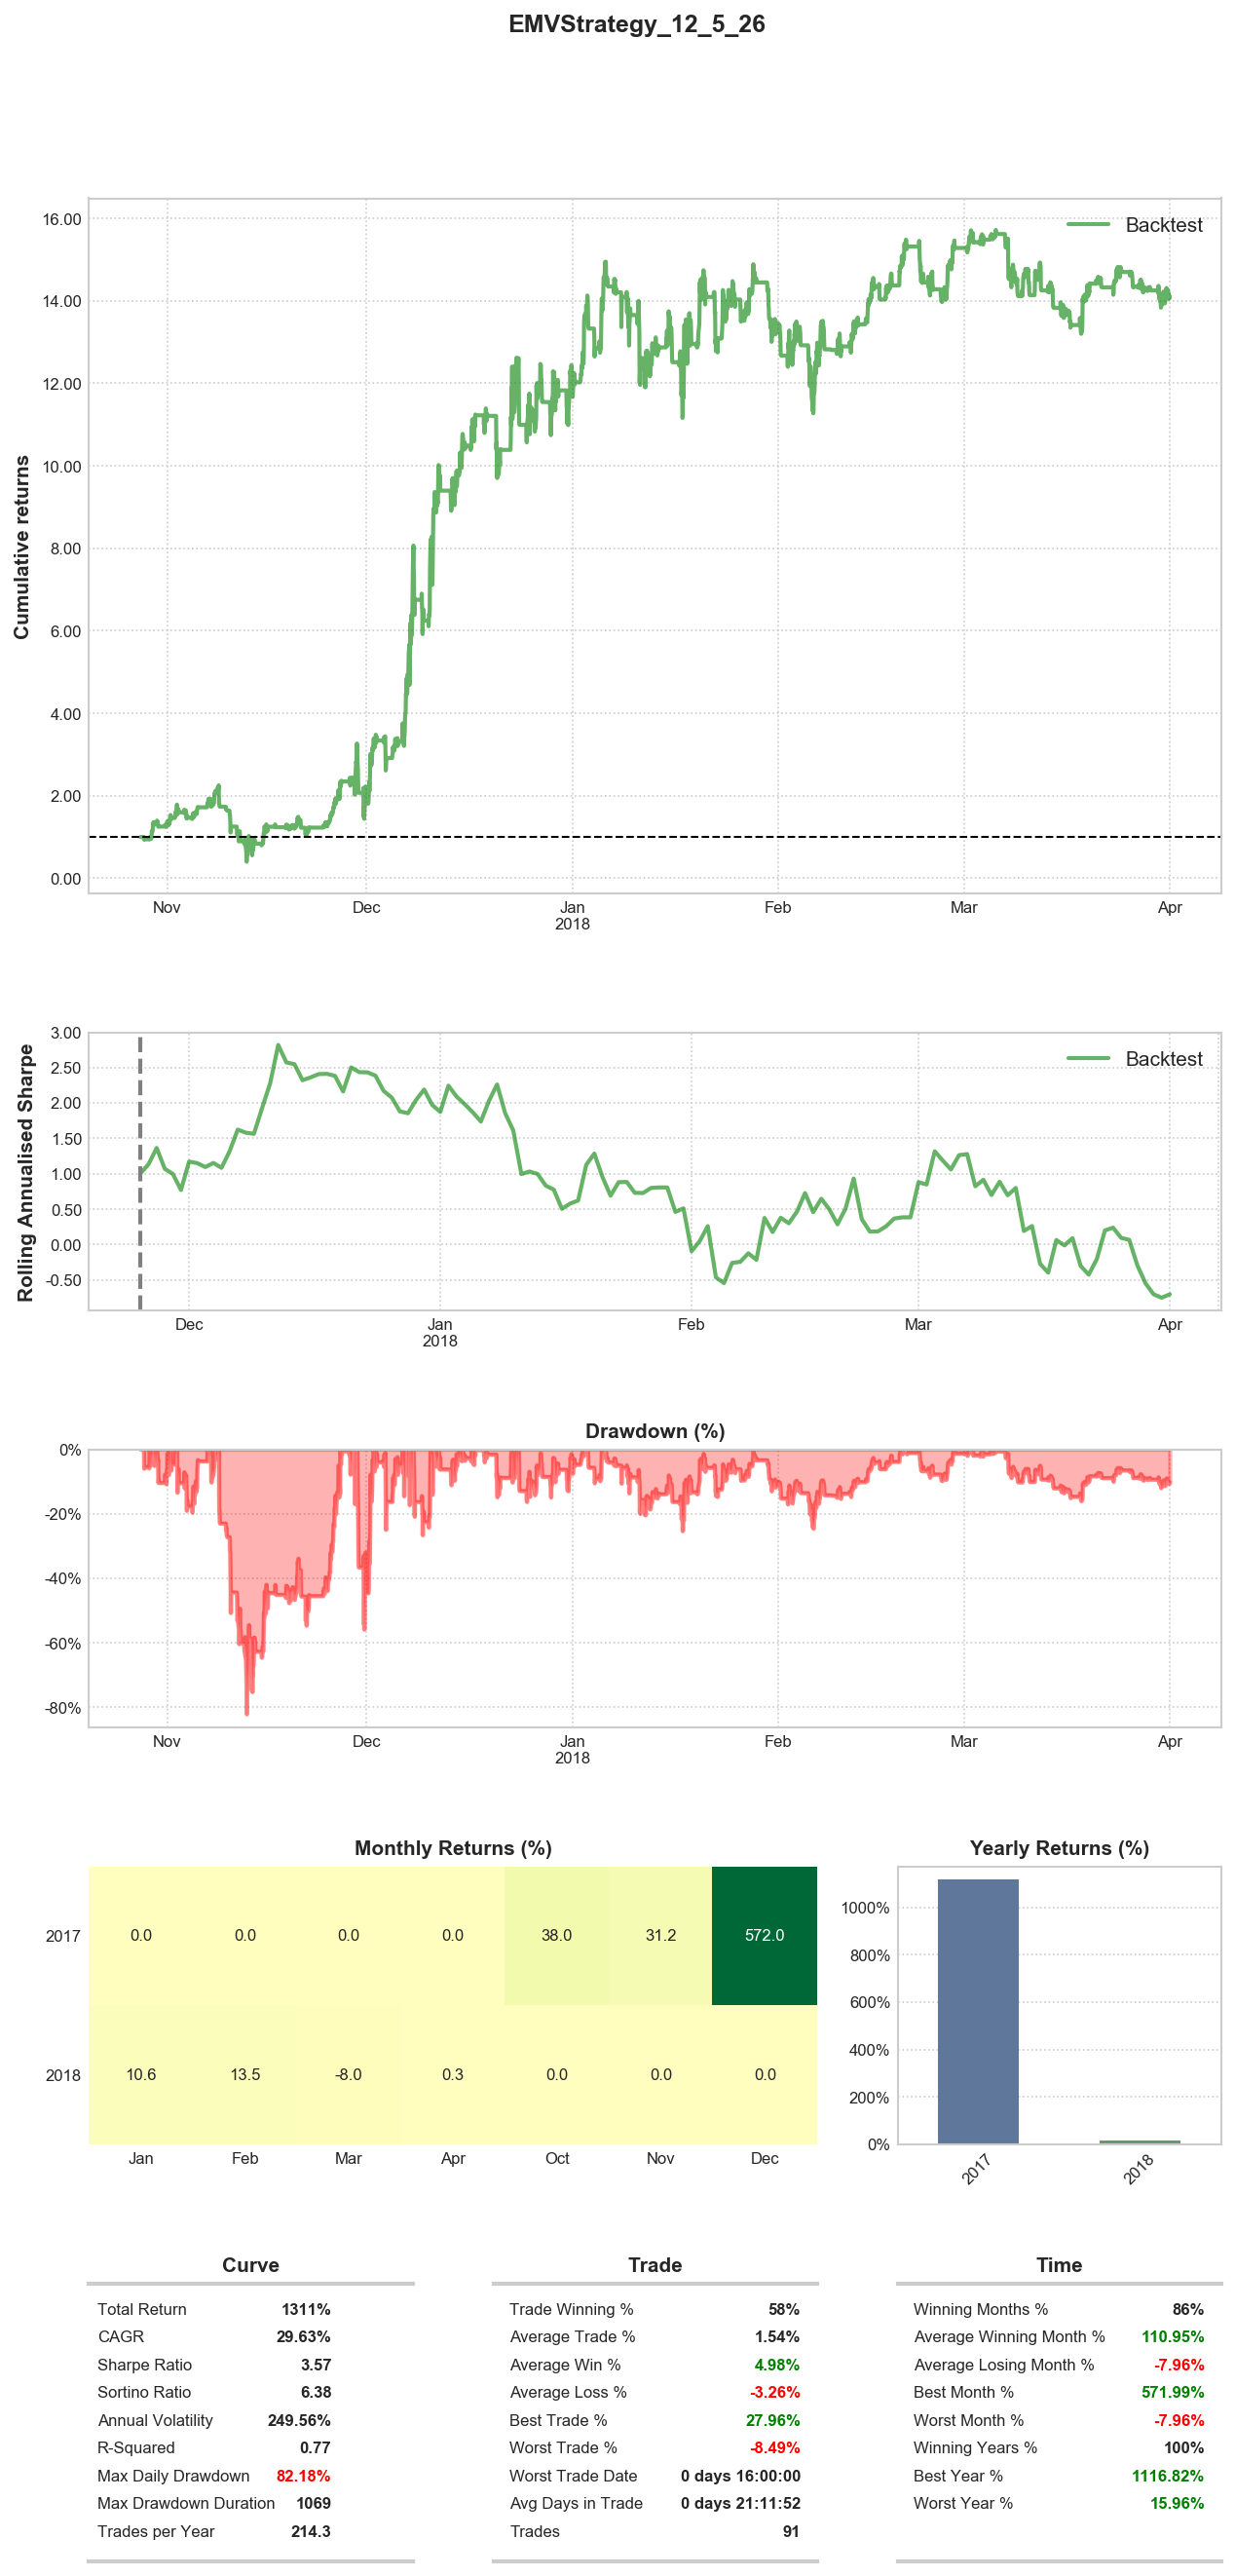 EMVStrategy_12_5_26
16.00
14.00
12.00
10.00
8.00
6.00
4.00
2.00
0.00
Cumulative returns
Backtest
Nov Dec Jan Feb Mar Apr
2018
3.00
2.50
2.00
1.50
1.00
0.50
0.00
-0.50
Rolling Annualised Sharpe
Backtest
Dec Jan Feb Mar Apr
2018
Drawdown (%)
0%
-20%
-40%
-60%
-80%
Nov Dec Jan Feb Mar Apr
2018
Monthly Returns (%)
2017 0.0 0.0 0.0 0.0 38.0 31.2 572.0
2018 10.6 13.5 -8.0 0.3 0.0 0.0 0.0
Jan Feb Mar Apr Oct Nov Dec
Yearly Returns (%)
1000%
800%
600%
400%
200%
0%
2017 2018
Curve
Total Return 1311%
CAGR 29.63%
Sharpe Ratio 3.57
Sortino Ratio 6.38
Annual Volatility 249.56%
R-Squared 0.77
Max Daily Drawdown 82.18%
Max Drawdown Duration 1069
Trades per Year 214.3
Trade
Trade Winning % 58%
Average Trade % 1.54%
Average Win % 4.98%
Average Loss % -3.26%
Best Trade % 27.96%
Worst Trade % -8.49%
Worst Trade Date 0 days 16:00:00
Avg Days in Trade 0 days 21:11:52
Trades 91
Time
Winning Months % 86%
Average Winning Month % 110.95%
Average Losing Month % -7.96%
Best Month % 571.99%
Worst Month % -7.96%
Winning Years % 100%
Best Year % 1116.82%
Worst Year % 15.96%